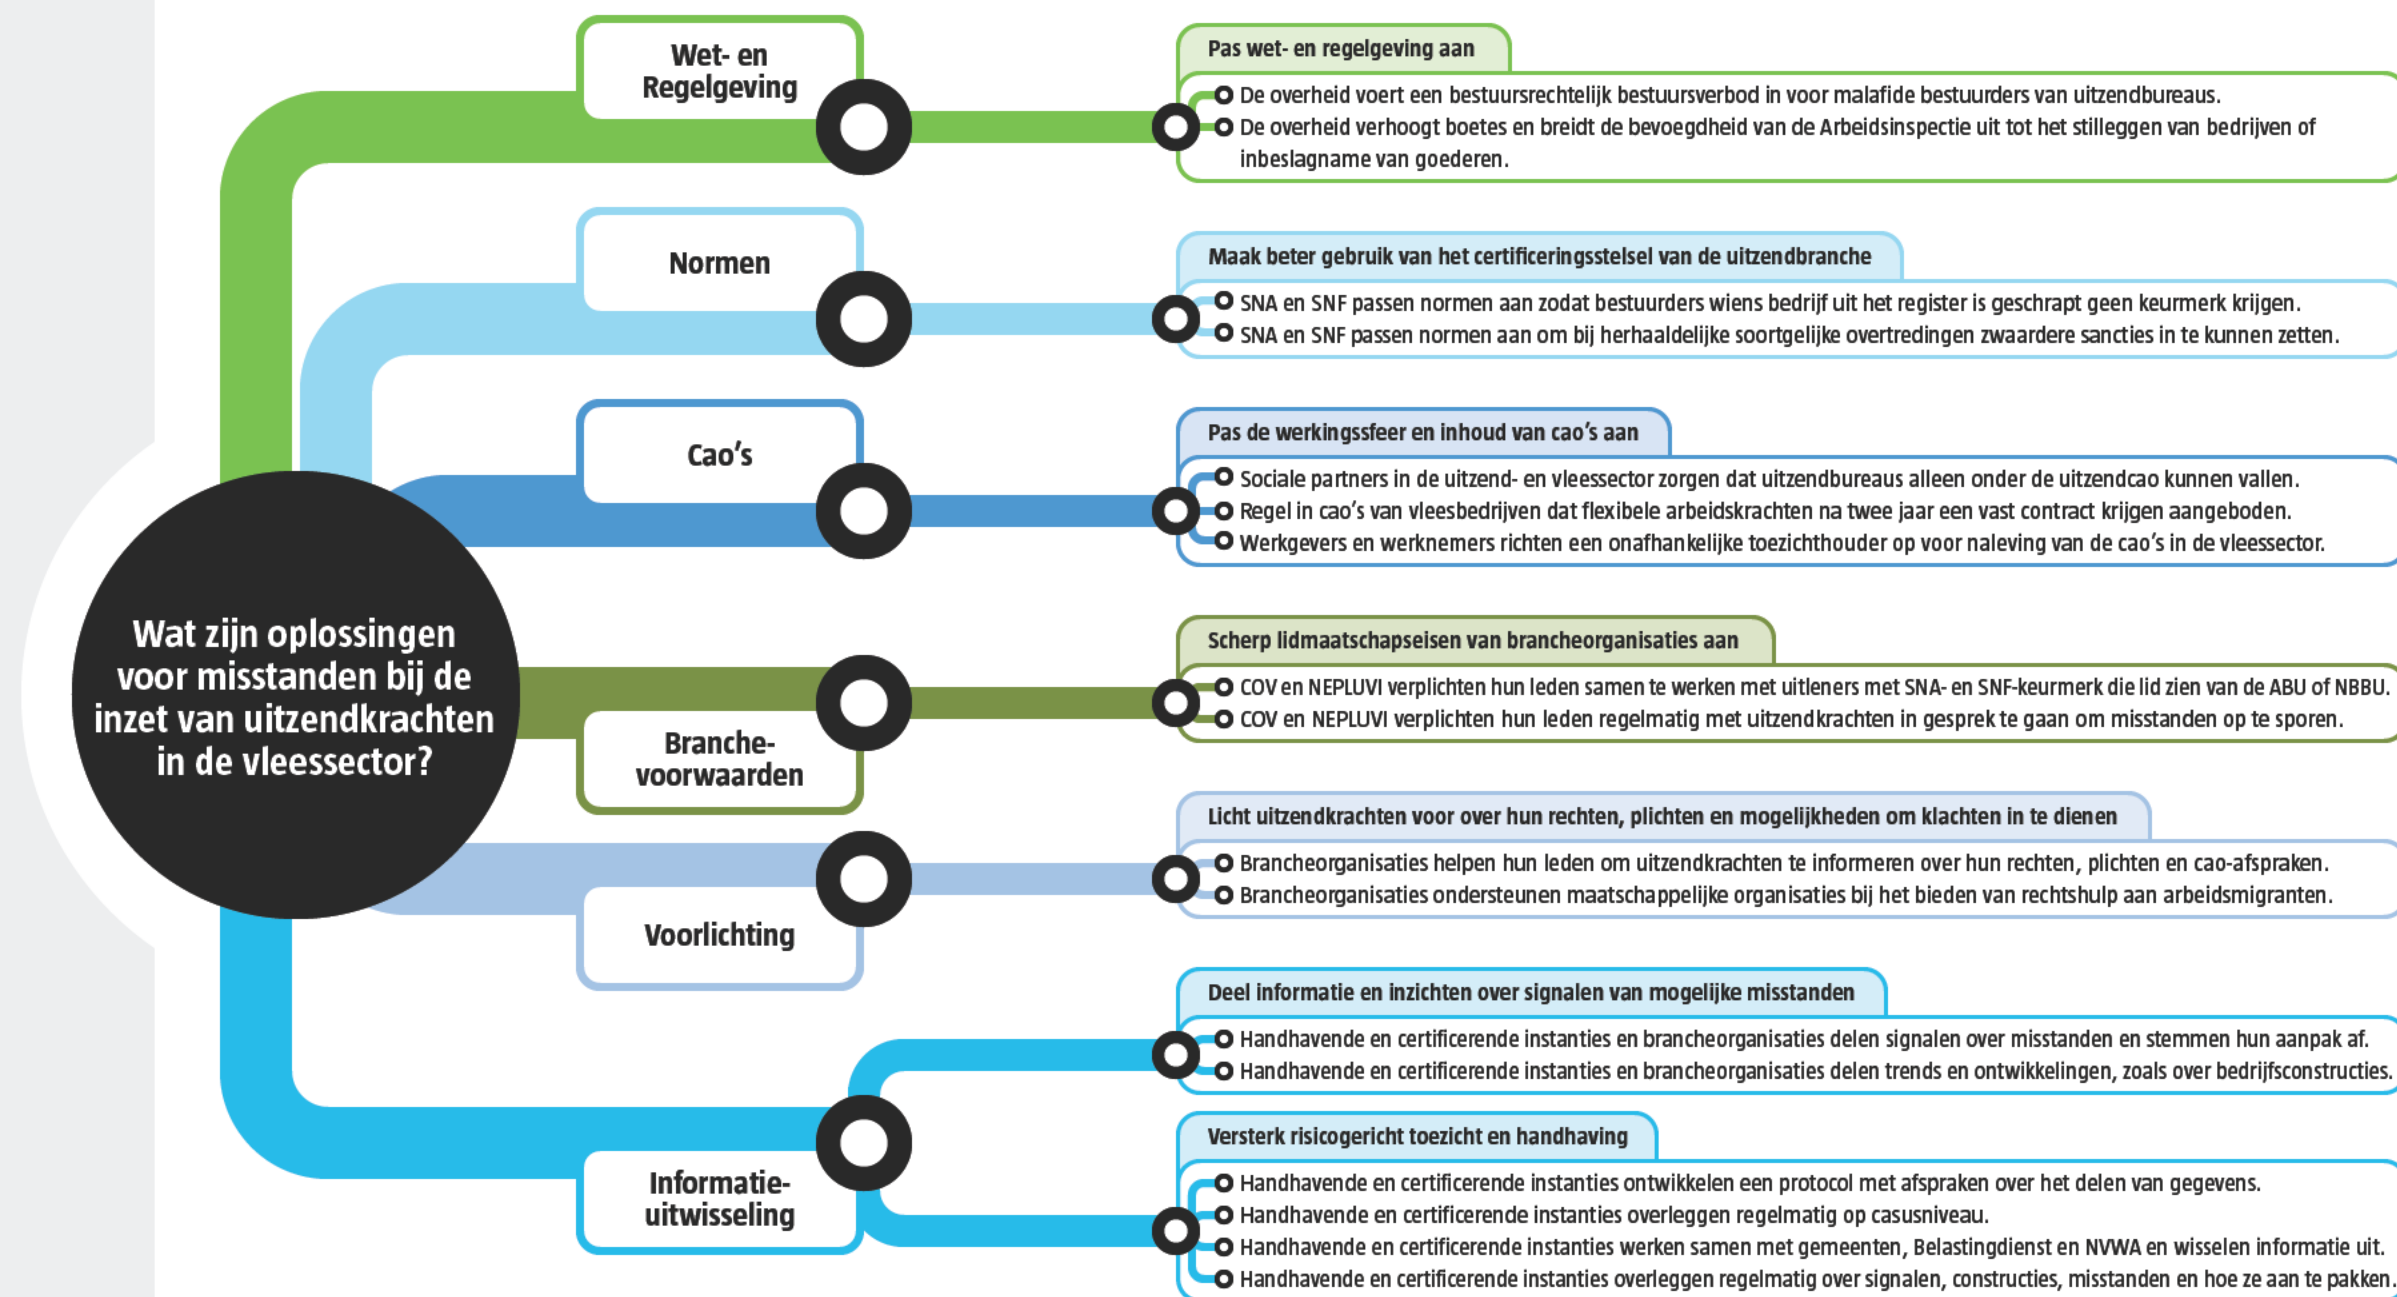 Wat zijn oplossingen
voor misstanden bij de
inzet van uitzendkrachten
in de vleessector?
Wet- en
Regelgeving
Pas wet- en regelgeving aan
De overheid voert een bestuursrechtelijk bestuursverbod in voor malafide bestuurders van uitzendbureaus.
De overheid verhoogt boetes en breidt de bevoegdheid van de Arbeidsinspectie uit tot het stilleggen van bedrijven of
inbeslagname van goederen.
Normen
Maak beter gebruik van het certificeringsstelsel van de uitzendbranche
SNA en SNF passen normen aan zodat bestuurders wiens bedrijf uit het register is geschrapt geen keurmerk krijgen.
SNA en SNF passen normen aan om bij herhaaldelijke soortgelijke overtredingen zwaardere sancties in te kunnen zetten.
Cao's
Pas de werkingssfeer en inhoud van cao's aan
Sociale partners in de uitzend- en vleessector zorgen dat uitzendbureaus alleen onder de uitzendcao kunnen vallen.
Regel in cao's van vleesbedrijven dat flexibele arbeidskrachten na twee jaar een vast contract krijgen aangeboden.
Werkgevers en werknemers richten een onafhankelijke toezichthouder op voor naleving van de cao's in de vleessector.
Branche-
voorwaarden
Scherp lidmaatschapseisen van brancheorganisaties aan
COV en NEPLUVI verplichten hun leden samen te werken met uitleners met SNA- en SNF-keurmerk die lid zien van de ABU of NBBU.
COV en NEPLUVI verplichten hun leden regelmatig met uitzendkrachten in gesprek te gaan om misstanden op te sporen.
Voorlichting
Licht uitzendkrachten voor over hun rechten, plichten en mogelijkheden om klachten in te dienen
Brancheorganisaties helpen hun leden om uitzendkrachten te informeren over hun rechten, plichten en cao-afspraken.
Brancheorganisaties ondersteunen maatschappelijke organisaties bij het bieden van rechtshulp aan arbeidsmigranten.
Informatie-
uitwisseling
Deel informatie en inzichten over signalen van mogelijke misstanden
Handhavende en certificerende instanties en brancheorganisaties delen signalen over misstanden en stemmen hun aanpak af.
Handhavende en certificerende instanties en brancheorganisaties delen trends en ontwikkelingen, zoals over bedrijfsconstructies.
Versterk risicogericht toezicht en handhaving
Handhavende en certificerende instanties ontwikkelen een protocol met afspraken over het delen van gegevens.
Handhavende en certificerende instanties overleggen regelmatig op casusniveau.
Handhavende en certificerende instanties werken samen met gemeenten, Belastingdienst en NVWA en wisselen informatie uit.
Handhavende en certificerende instanties overleggen regelmatig over signalen, constructies, misstanden en hoe ze aan te pakken.